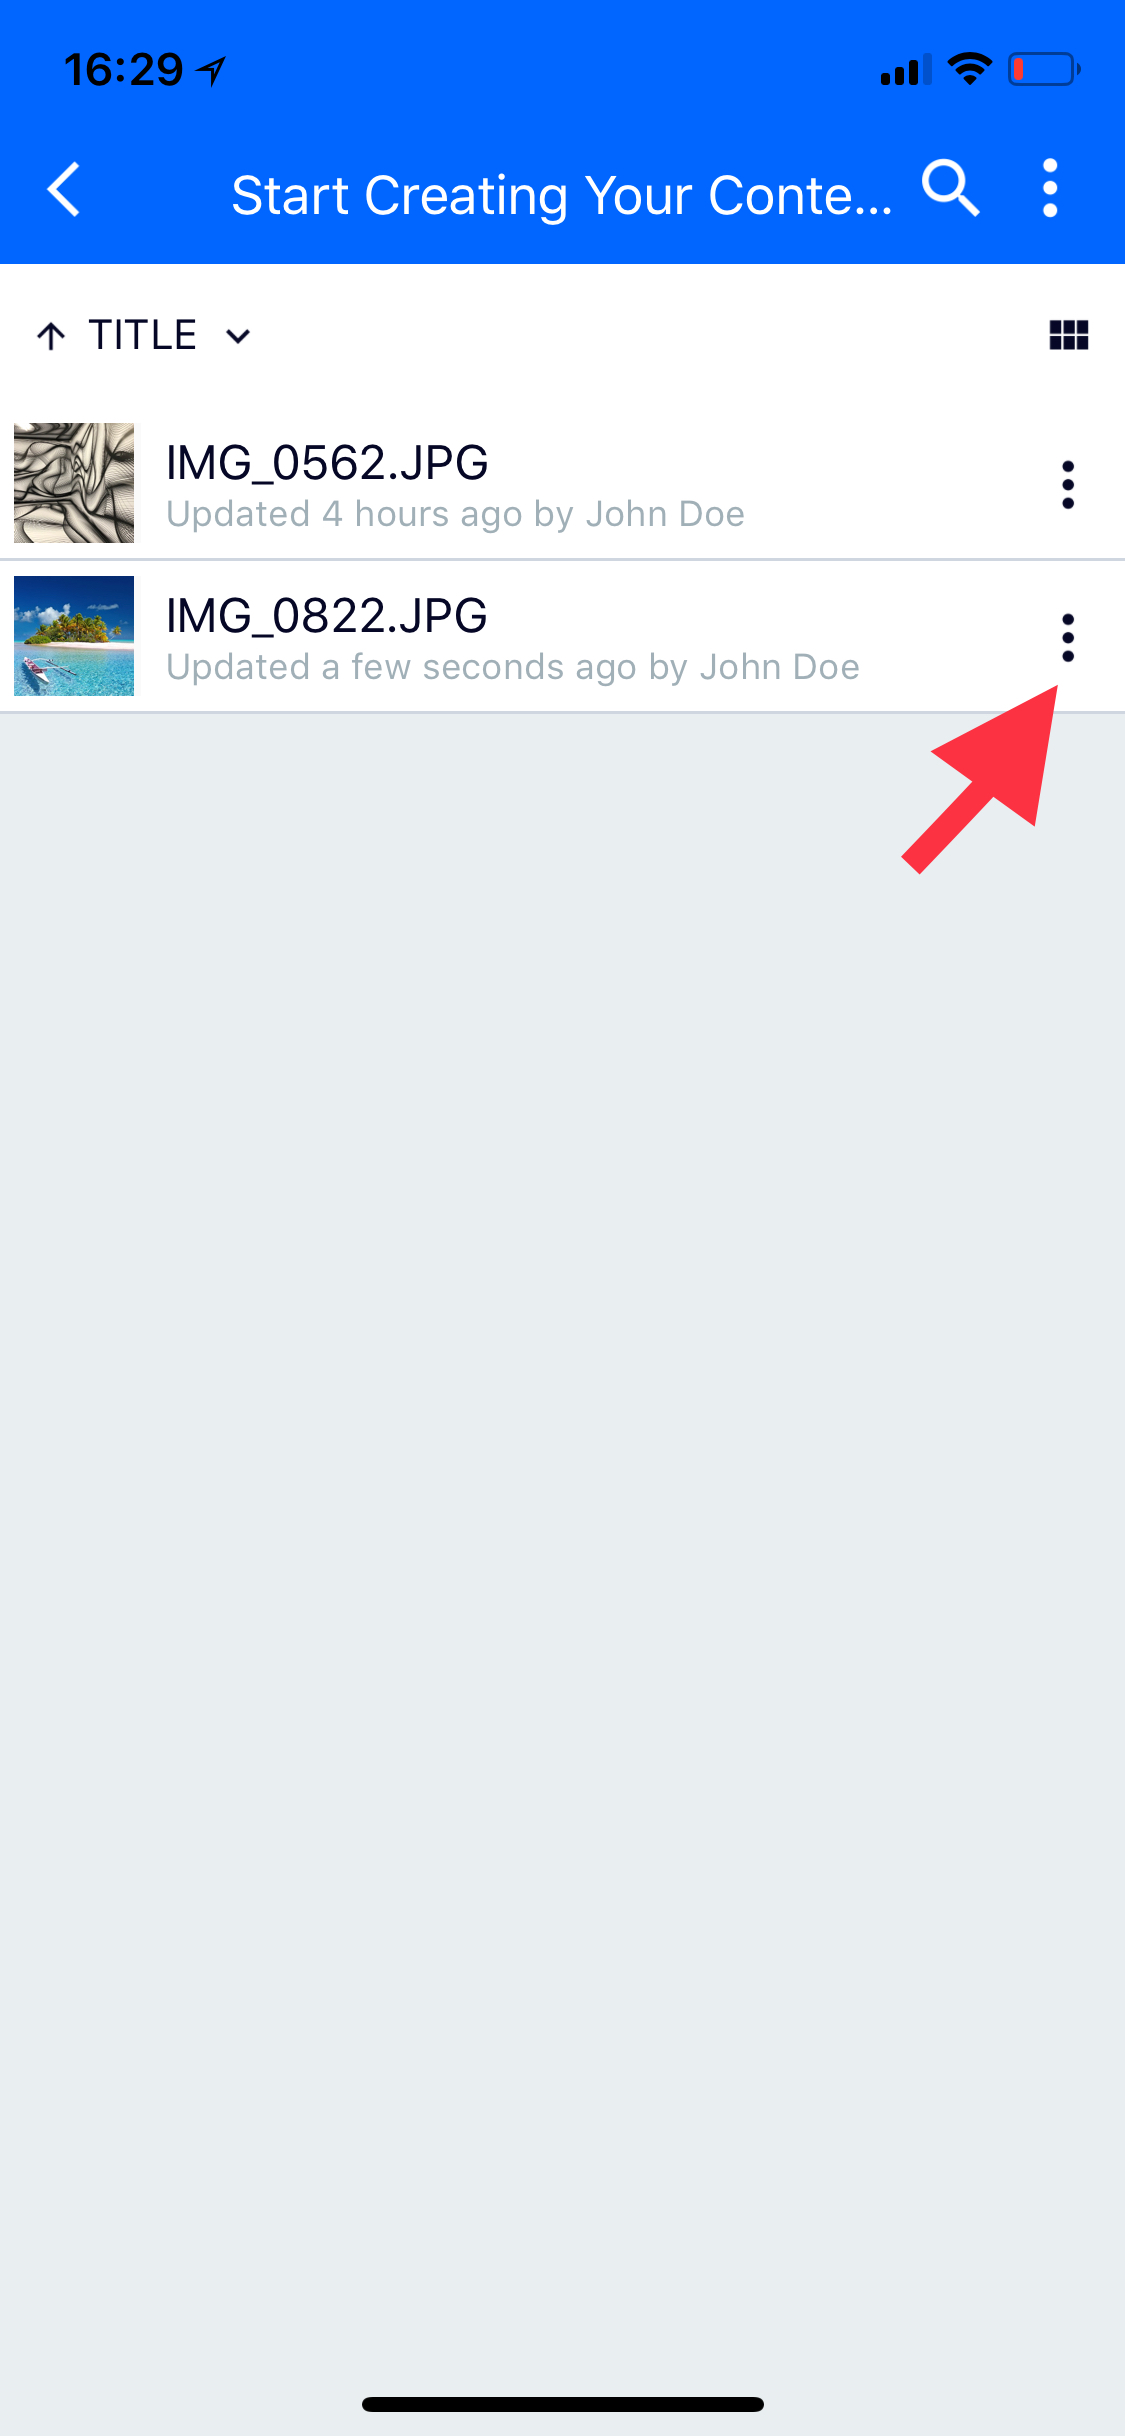 16:29
Start Creating Your Conte...
TITLE
IMG_0562.JPG
Updated 4 hours ago by John Doe
IMG_0822.JPG
Updated a few seconds ago by John Doe